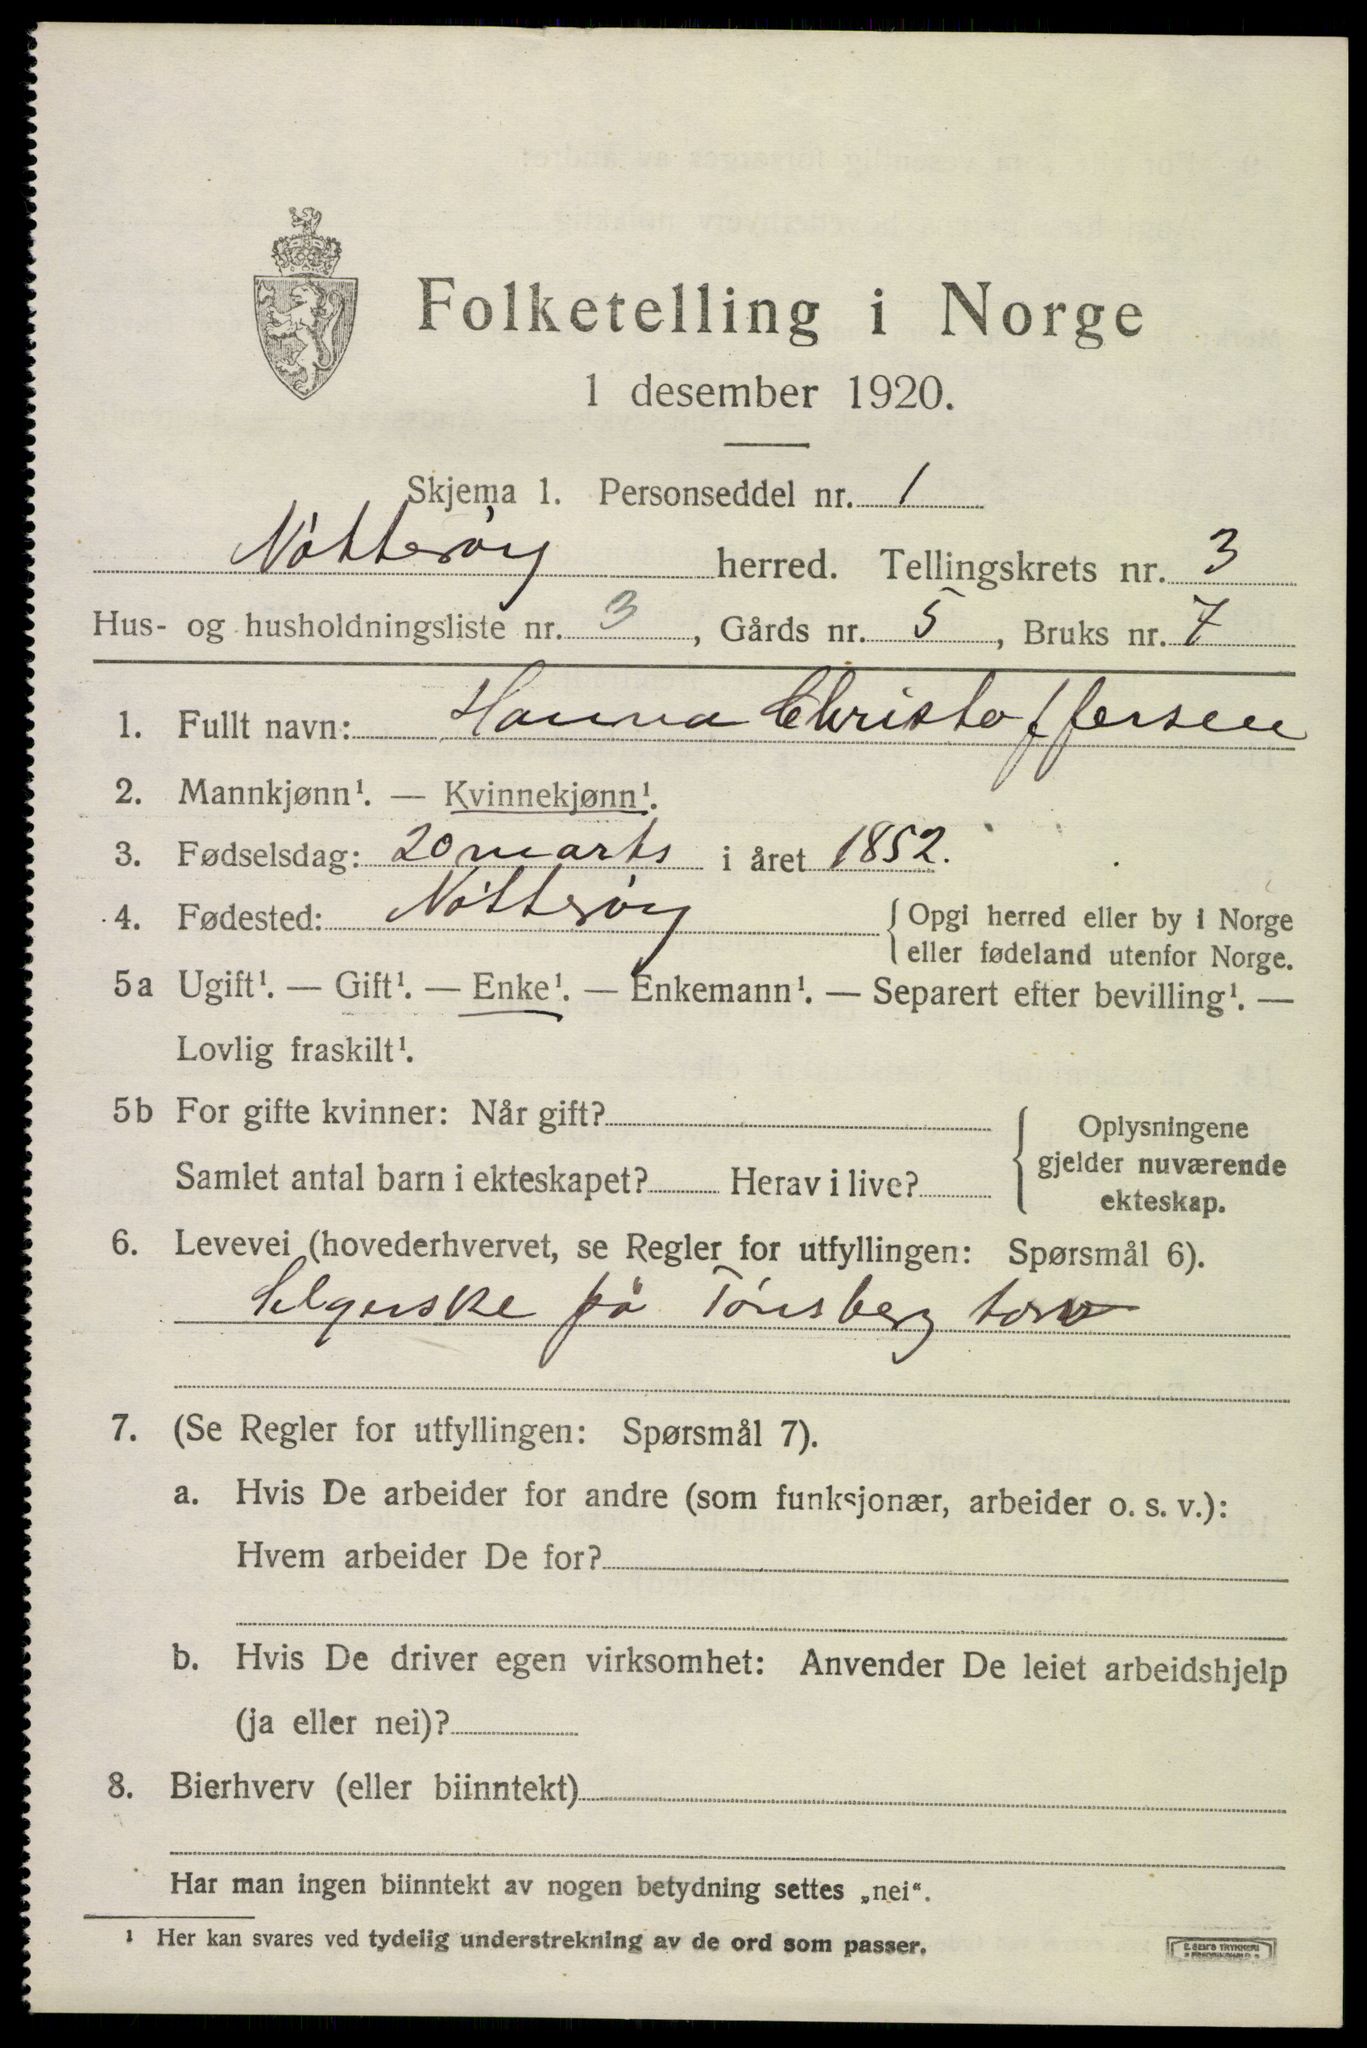 Folketelling i Norge
1 desember 1920.
Skjema 1. Personseddel nr. 1
Nøtterøy herred. Tellingskrets nr. 3
Hus- og husholdningsliste nr. 3, Gårds nr. 5, Bruks nr. 7
1. Fullt navn: Hanna Christoffersen
2. Mannkjønn¹. — Kvinnekjønn¹.
3. Fødselsdag: 20 marts i året 1852.
4. Fødested: Nøtterøy { Opgi herred eller by i Norge
eller fødeland utenfor Norge.
5a Ugift¹. — Gift¹. — Enke¹. — Enkemann¹. — Separert efter bevilling¹. —
Lovlig fraskilt¹.
5b For gifte kvinner: Når gift?
Samlet antal barn i ekteskapet? Herav i live?
{ Oplysningene
gjelder nuværende
ekteskap.
6. Levevei (hovederhvervet, se Regler for utfyllingen: Spørsmål 6).
på Tønsberg torv
7. (Se Regler for utfyllingen: Spørsmål 7).
a. Hvis De arbeider for andre (som funksjonær, arbeider o. s. v.):
Hvem arbeider De for?
b. Hvis De driver egen virksomhet: Anvender De leiet arbeidshjelp
(ja eller nei)?
8. Bierhverv (eller biinntekt)
Har man ingen biinntekt av nogen betydning settes „nei“.
¹ Her kan svares ved tydelig understrekning av de ord som passer.
E. SEM'S TRYKKERI
FREDRIKSHALD